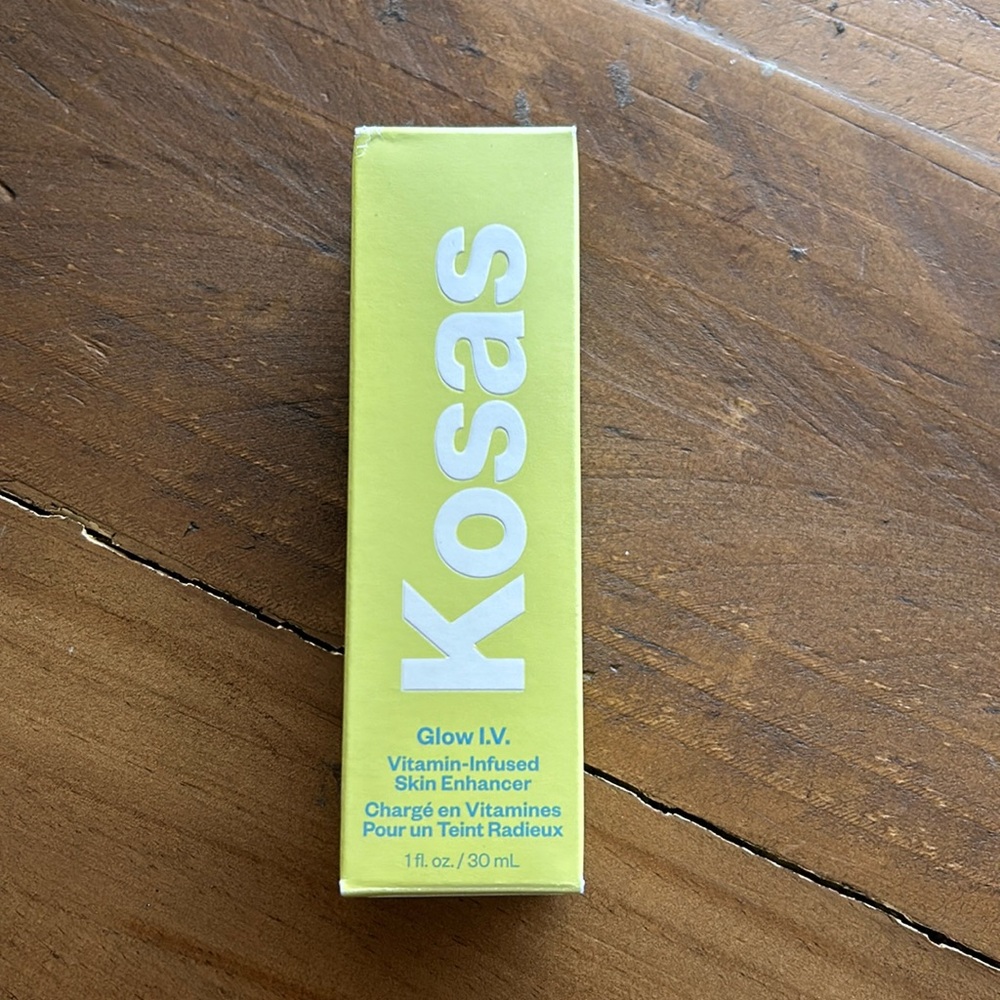 Kosas
Glow I.V.
Vitamin-Infused
Skin Enhancer
Chargé en Vitamines
Pour un Teint Radieux
1 fl. oz. / 30 mL